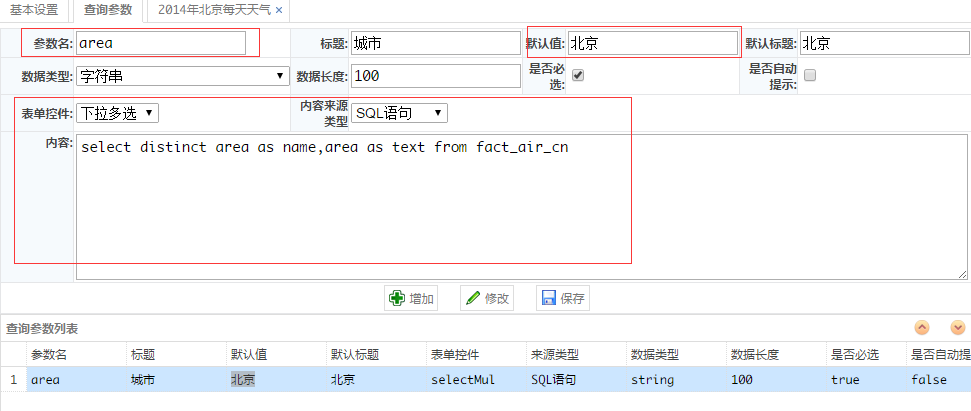 基本设置 查询参数 2014年北京每天天气 ×
参数名: area 标题: 城市 默认值: 北京 默认标题: 北京
数据类型: 字符串 数据长度: 100 是否必选: 是否自动提示:
表单控件: 下拉多选 内容来源类型 SQL语句
内容: select distinct area as name,area as text from fact_air_cn
增加 修改 保存
查询参数列表
参数名 标题 默认值 默认标题 表单控件 来源类型 数据类型 数据长度 是否必选 是否自动提
1 area 城市 北京 北京 selectMul SQL语句 string 100 true false